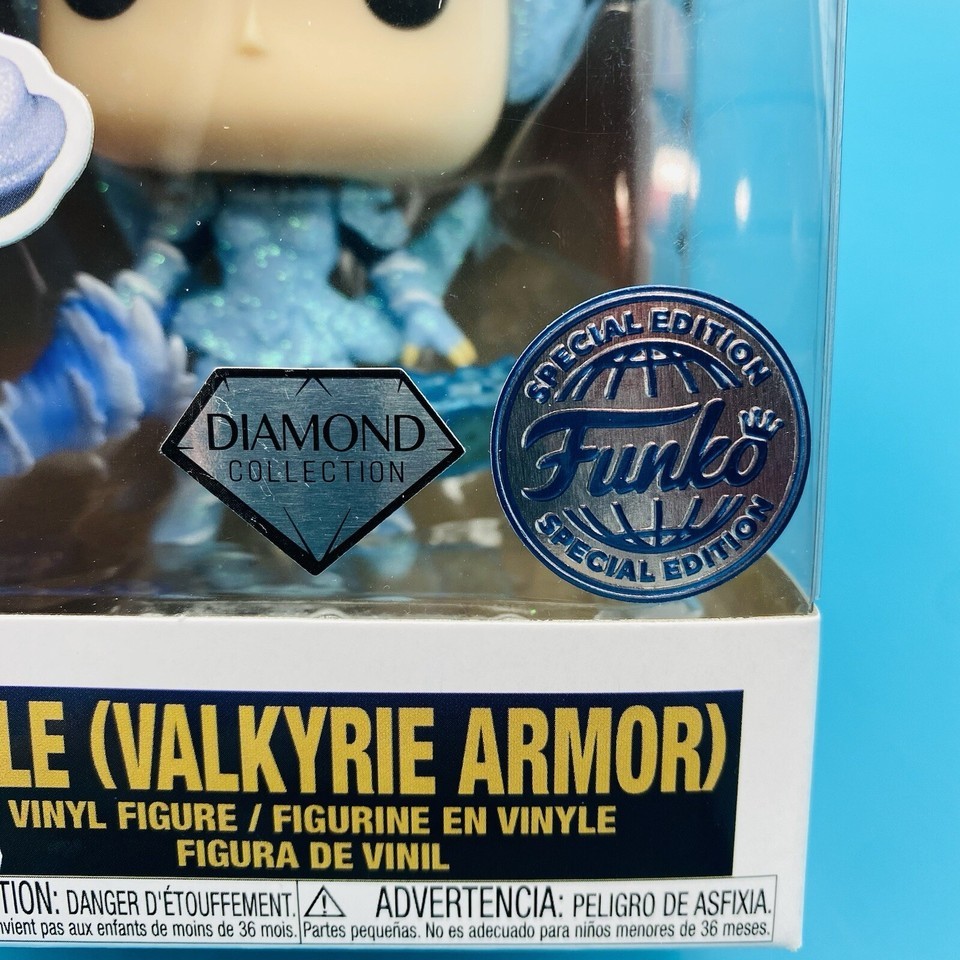 DIAMOND
COLLECTION
SPECIAL EDITION
Funko
SPECIAL EDITION
LE (VALKYRIE ARMOR)
VINYL FIGURE / FIGURINE EN VINYLE
FIGURA DE VINIL
TION: DANGER D'ÉTOUFFEMENT.
nvient pas aux enfants de moins de 36 mois.
ADVERTENCIA: PELIGRO DE ASFIXIA.
Partes pequeñas. No es adecuado para niños menores de 36 meses.